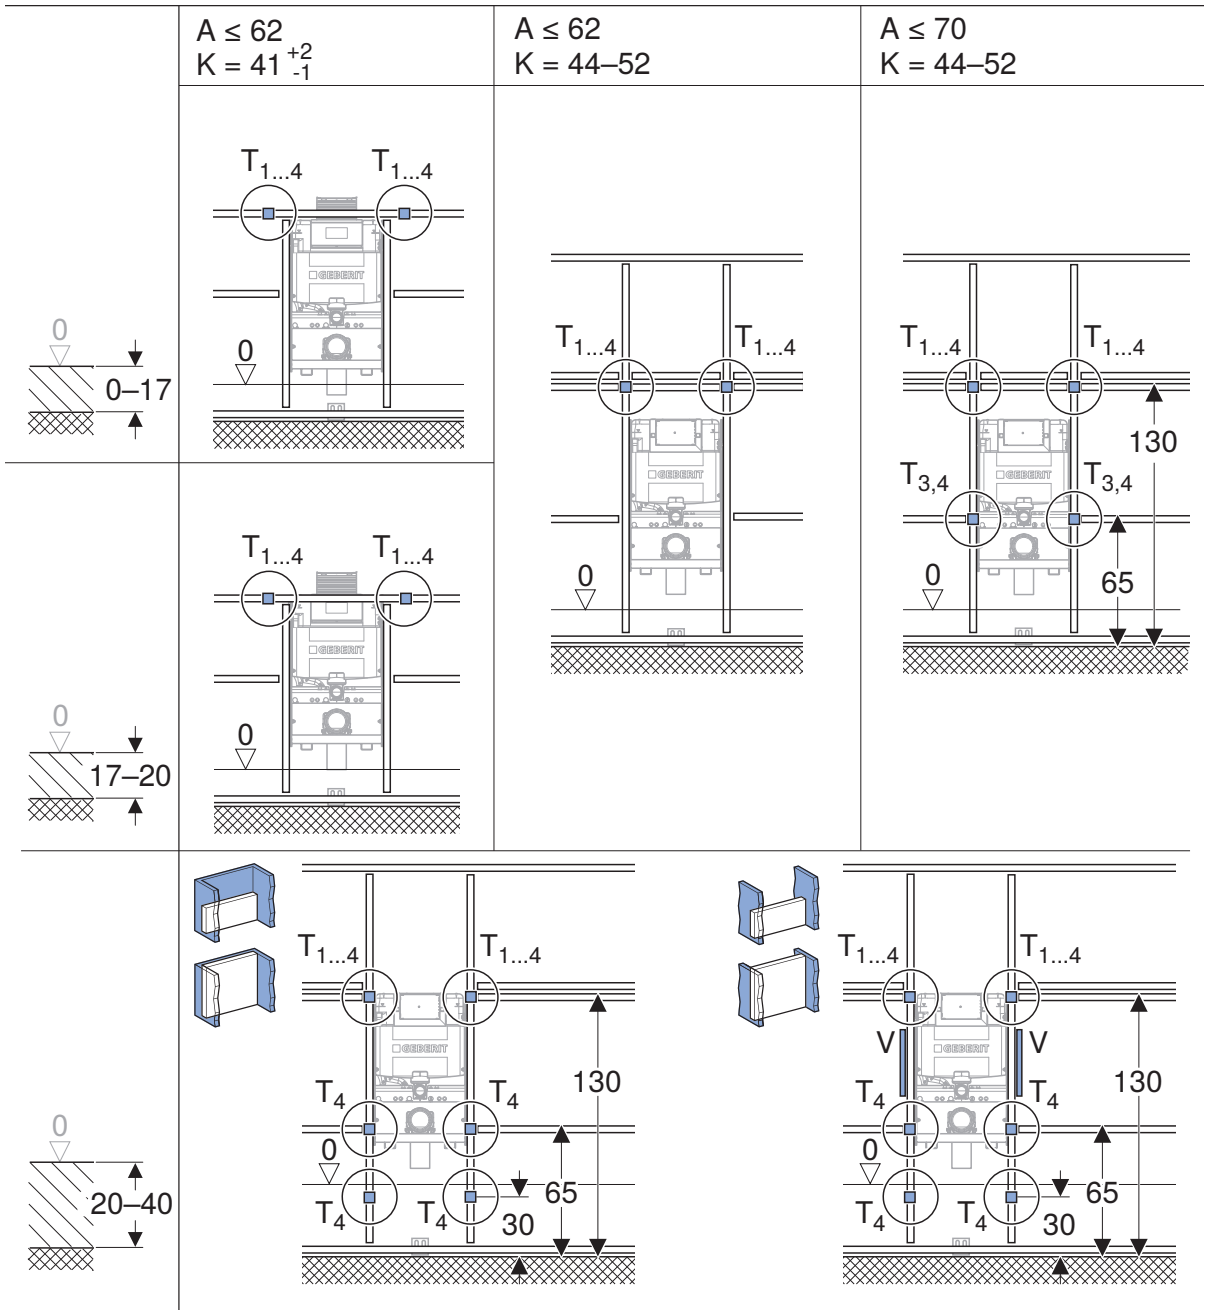 A ≤ 62
K = 41 +2 -1
A ≤ 62
K = 44–52
A ≤ 70
K = 44–52
0
0–17
T1...4 T1...4
GEBERIT
0
T1...4 T1...4
GEBERIT
0
T1...4 T1...4
130
GEBERIT
T3,4 T3,4
0
65
0
17–20
T1...4 T1...4
GEBERIT
0
0
20–40
T1...4 T1...4
GEBERIT
130
T4 T4
0
65
T4 T4
30
T1...4 T1...4
V V
GEBERIT
130
T4 T4
0
65
T4 T4
30